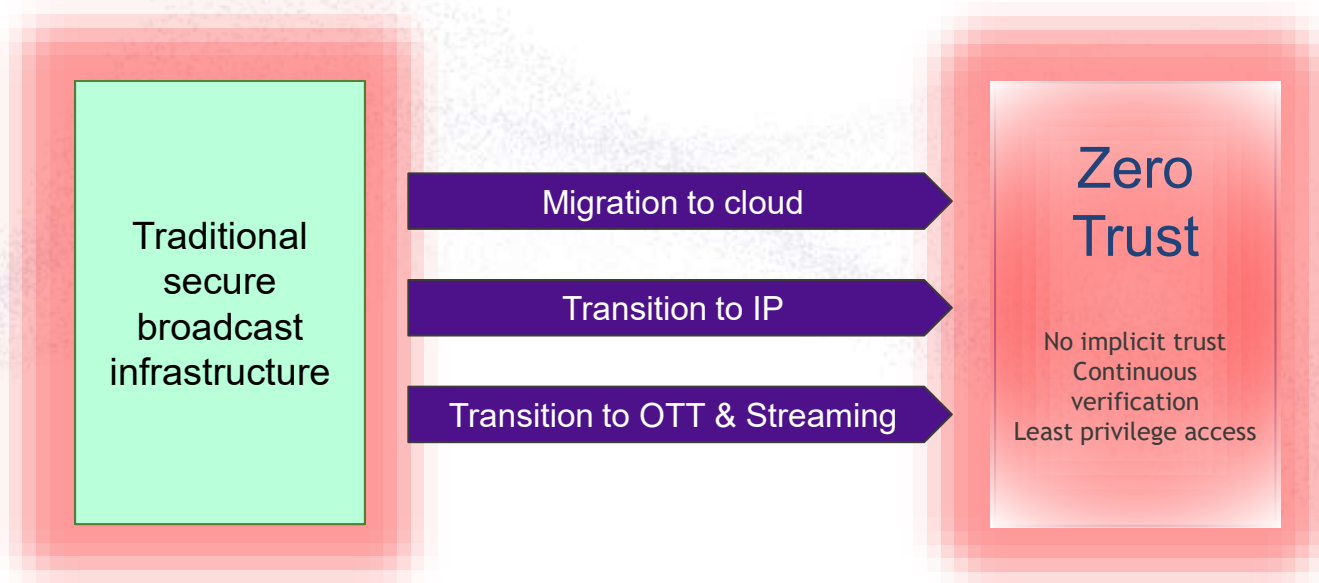 Traditional
secure
broadcast
infrastructure
Migration to cloud
Transition to IP
Transition to OTT & Streaming
Zero
Trust
No implicit trust
Continuous
verification
Least privilege access